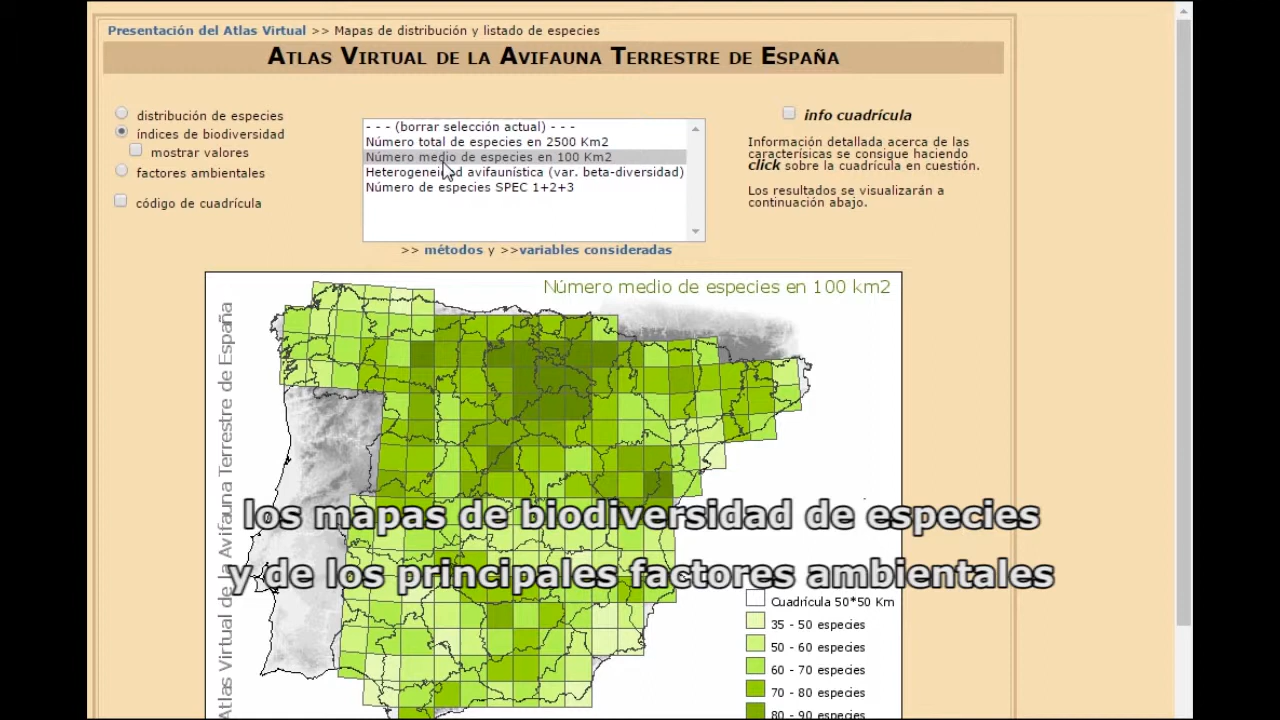 Presentación del Atlas Virtual >> Mapas de distribución y listado de especies
ATLAS VIRTUAL DE LA AVIFAUNA TERRESTRE DE ESPAÑA
distribución de especies
índices de biodiversidad
mostrar valores
factores ambientales
código de cuadrícula
- - - (borrar selección actual) - - -
Número total de especies en 2500 Km2
Número medio de especies en 100 Km2
Heterogeneidad avifaunística (var. beta-diversidad)
Número de especies SPEC 1+2+3
>> métodos y >>variables consideradas
info cuadrícula
Información detallada acerca de las
caracterísicas se consigue haciendo
click sobre la cuadrícula en cuestión.
Los resultados se visualizarán a
continuación abajo.
Número medio de especies en 100 km2
Atlas Virtual de la Avifauna Terrestre de España
los mapas de biodiversidad de especies
y de los principales factores ambientales
Cuadrícula 50*50 Km
35 - 50 especies
50 - 60 especies
60 - 70 especies
70 - 80 especies
80 - 90 especies